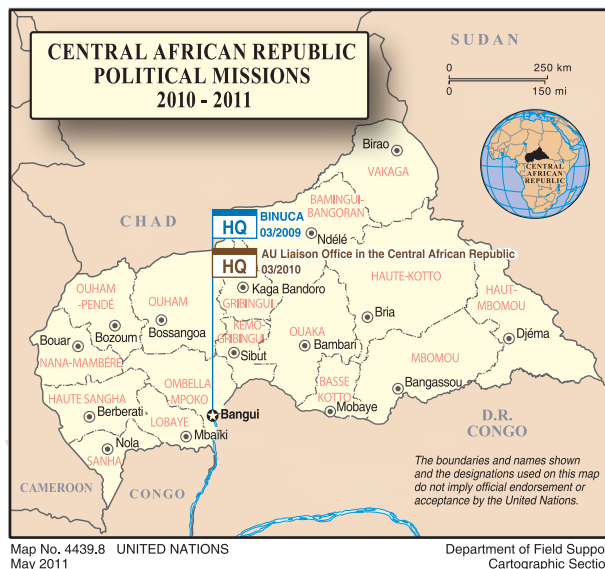 CENTRAL AFRICAN REPUBLIC
POLITICAL MISSIONS
2010 - 2011
SUDAN
0 250 km
0 150 mi
CENTRAL
AFRICAN
REPUBLIC
Birao
VAKAGA
CHAD
BAMINGUI-
BANGORAN
HQ
BINUCA
03/2009
Ndélé
HQ
AU Liaison Office in the Central African Republic
03/2010
HAUTE-KOTTO
Kaga Bandoro
GRIBINGUI
OUHAM
-PENDÉ
OUHAM
HAUT-
MBOMOU
Bria
Bozoum
Bossangoa
KEMO-
GRIBINGUI
OUAKA
Djéma
Bouar
Sibut
Bambari
NANA-MAMBÉRÉ
MBOMOU
OMBELLA
-MPOKO
BASSE
KOTTO
Bangassou
HAUTE SANGHA
Berberati
Bangui
Mobaye
LOBAYE
Mbaïki
D.R.
CONGO
Nola
SANHA
The boundaries and names shown
and the designations used on this map
do not imply official endorsement or
acceptance by the United Nations.
CAMEROON
CONGO
Map No. 4439.8 UNITED NATIONS
May 2011
Department of Field Suppo
Cartographic Sectio